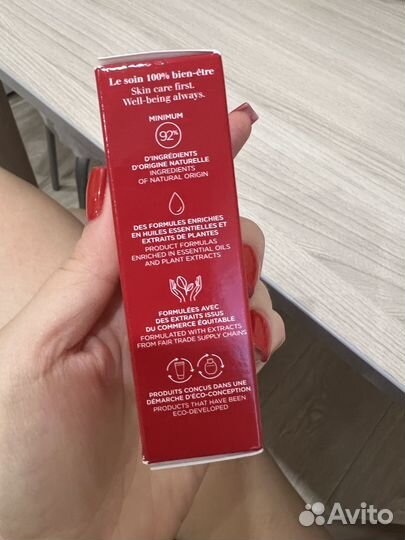 Le soin 100% bien-être
Skin care first.
Well-being always.
MINIMUM
92%
D'INGRÉDIENTS
D'ORIGINE NATURELLE
INGREDIENTS
OF NATURAL ORIGIN
DES FORMULES ENRICHIES
EN HUILES ESSENTIELLES ET
EXTRAITS DE PLANTES
PRODUCT FORMULAS
ENRICHED IN ESSENTIAL OILS
AND PLANT EXTRACTS
FORMULÉES AVEC
DES EXTRAITS ISSUS
DU COMMERCE ÉQUITABLE
FORMULATED WITH EXTRACTS
FROM FAIR TRADE SUPPLY CHAINS
PRODUITS CONÇUS DANS UNE
DÉMARCHE D'ÉCO-CONCEPTION
PRODUCTS THAT HAVE BEEN
ECO-DEVELOPED
Avito